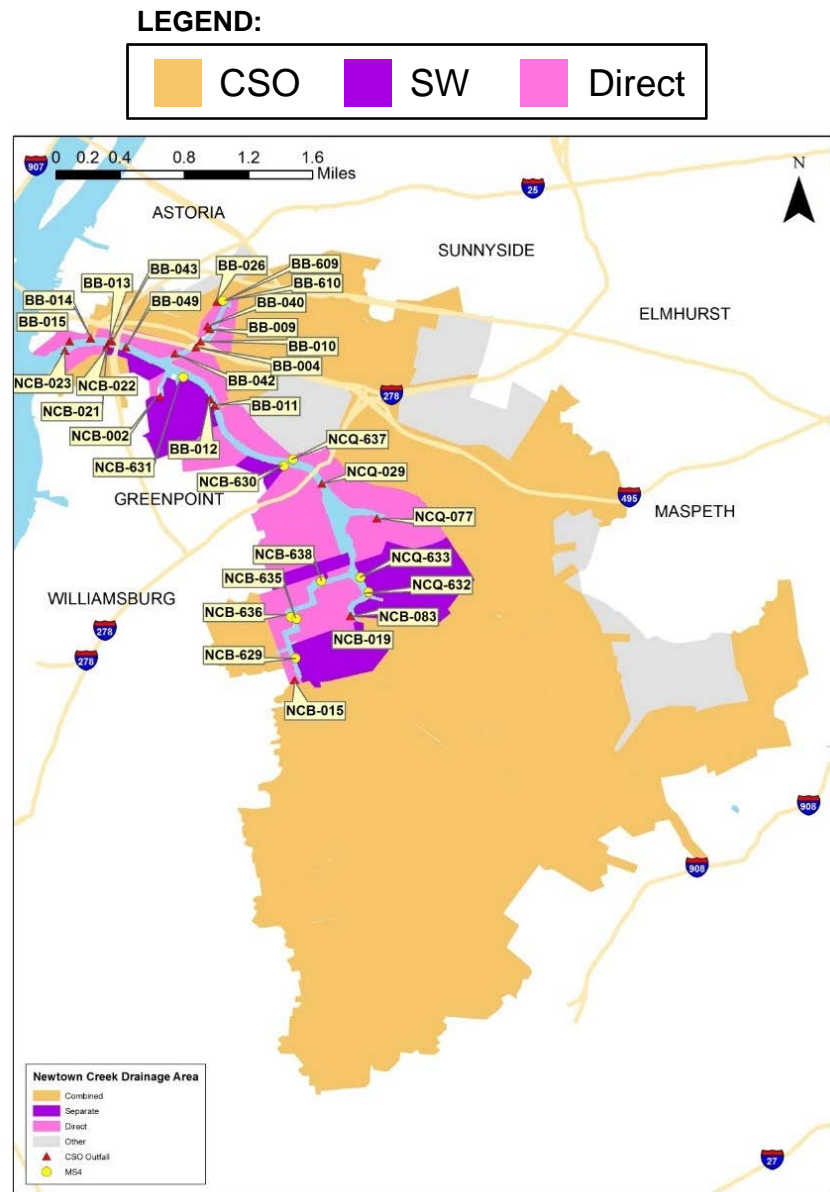 LEGEND:
CSO SW Direct
907
0 0.2 0.4 0.8 1.2 1.6
Miles
N
25
ASTORIA
SUNNYSIDE
ELMHURST
BB-043
BB-013
BB-014
BB-049
BB-015
BB-026
BB-609
BB-610
BB-040
BB-009
BB-010
BB-004
BB-042
BB-011
BB-012
NCB-023
NCB-022
NCB-021
NCB-002
NCB-631
NCB-630
278
NCQ-637
NCQ-029
495
GREENPOINT
MASPETH
NCQ-077
NCB-638
NCQ-633
NCB-635
NCQ-632
WILLIAMSBURG
NCB-636
NCB-083
278
NCB-019
278
NCB-629
NCB-015
908
908
27
Newtown Creek Drainage Area
Combined
Separate
Direct
Other
CSO Outfall
MS4